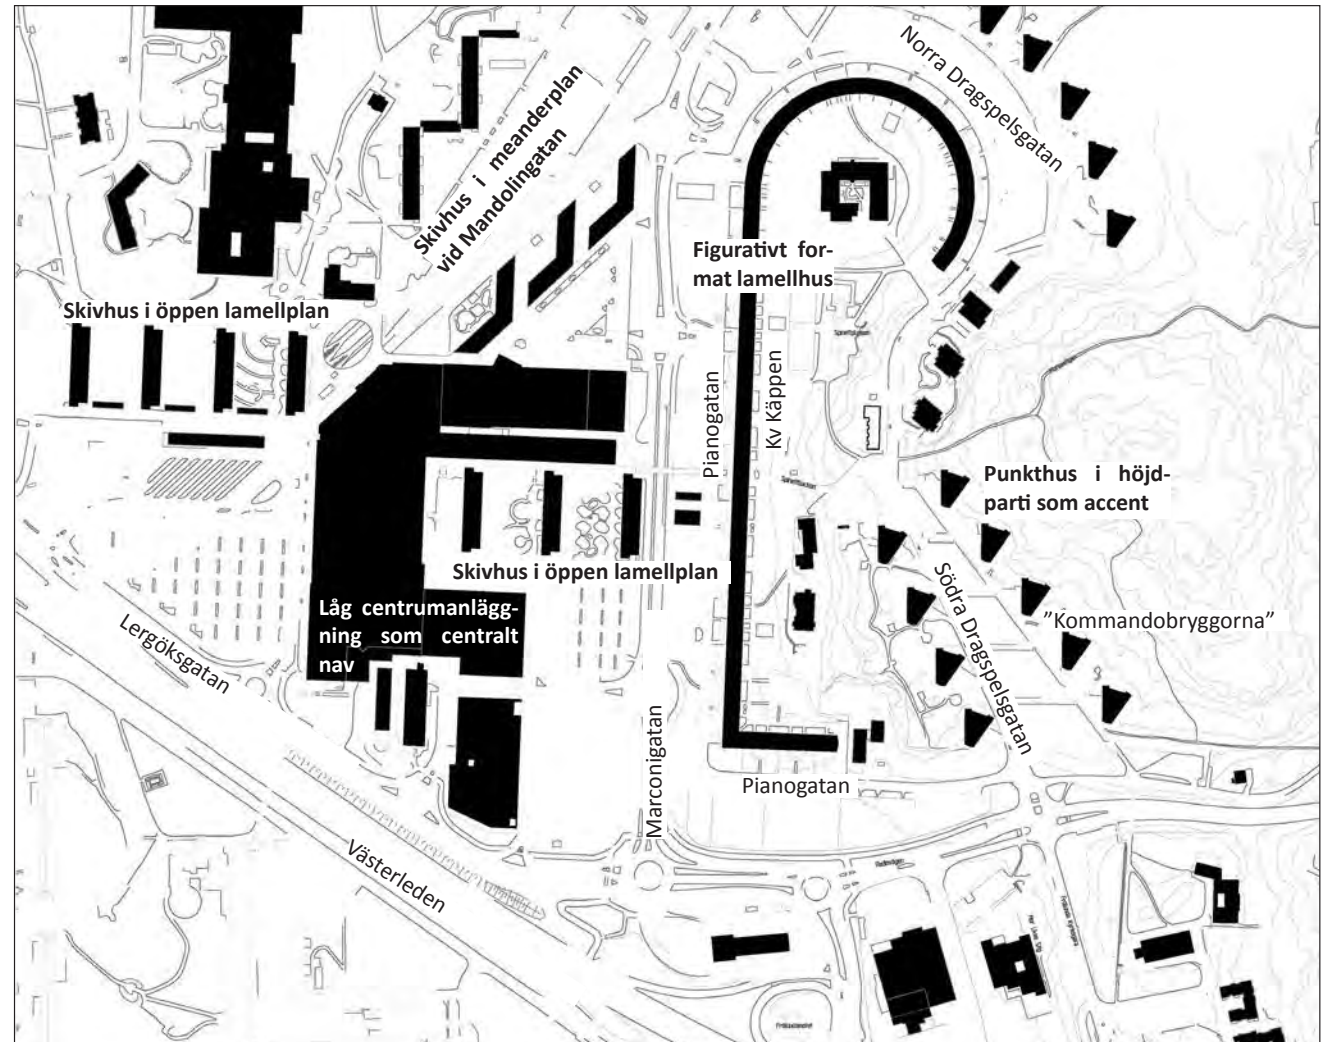 Norra Dragspelsgatan
Skivhus i meanderplan
vid Mandolingatan
Figurativt for-
mat lamellhus
Skivhus i öppen lamellplan
Pianogatan
Kv Käppen
Punkthus i höjd-
parti som accent
Skivhus i öppen lamellplan
Låg centrumanlägg-
ning som centralt
nav
Södra Dragspelsgatan
"Kommandobryggorna"
Lergöksgatan
Marconigatan
Pianogatan
Västerleden